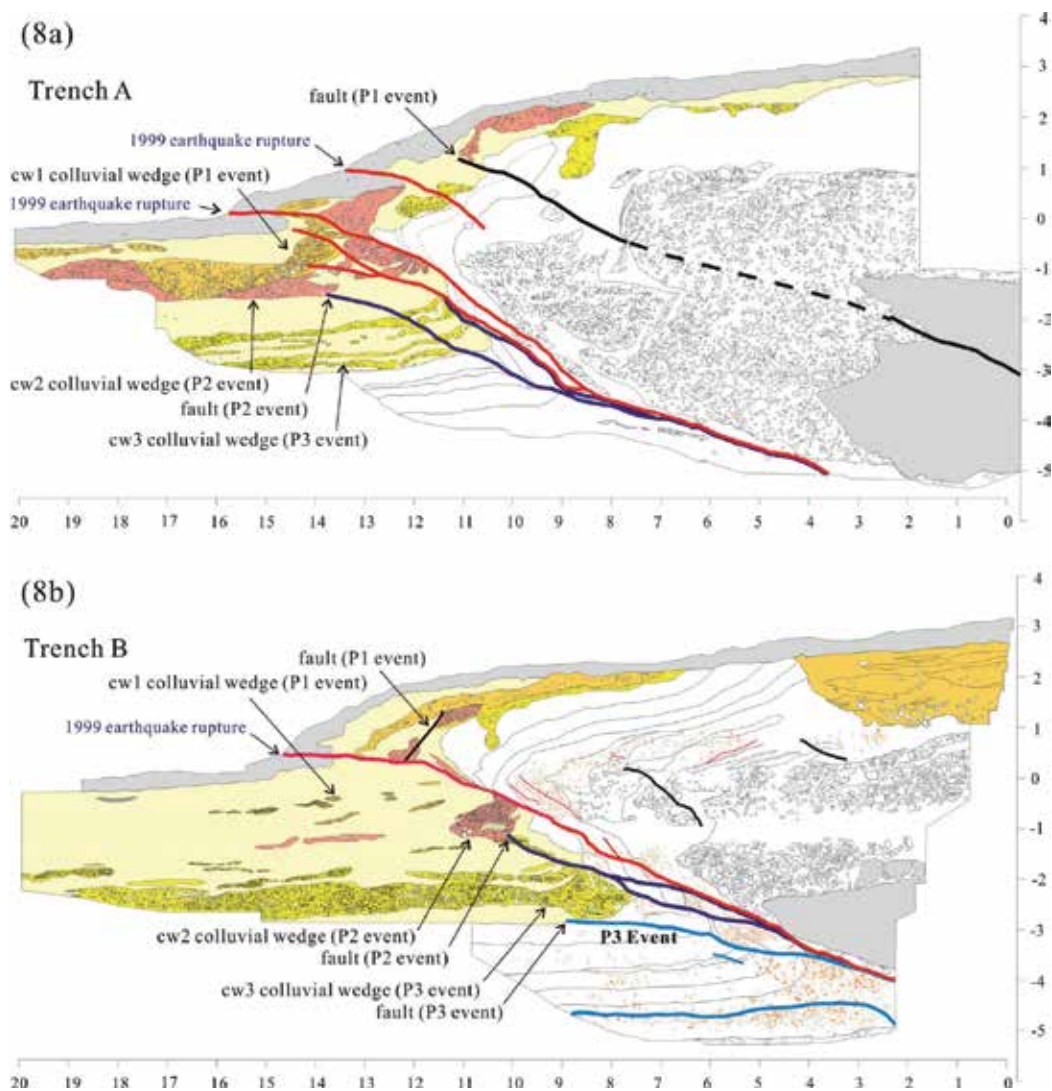 (8a)
Trench A
fault (P1 event)
1999 earthquake rupture
cw1 colluvial wedge (P1 event)
1999 earthquake rupture
cw2 colluvial wedge (P2 event)
fault (P2 event)
cw3 colluvial wedge (P3 event)
4
3
2
1
0
-1
-2
-3
-4
-5
20 19 18 17 16 15 14 13 12 11 10 9 8 7 6 5 4 3 2 1 0
(8b)
Trench B
fault (P1 event)
cw1 colluvial wedge (P1 event)
1999 earthquake rupture
cw2 colluvial wedge (P2 event)
fault (P2 event)
P3 Event
cw3 colluvial wedge (P3 event)
fault (P3 event)
4
3
2
1
0
-1
-2
-3
-4
-5
20 19 18 17 16 15 14 13 12 11 10 9 8 7 6 5 4 3 2 1 0